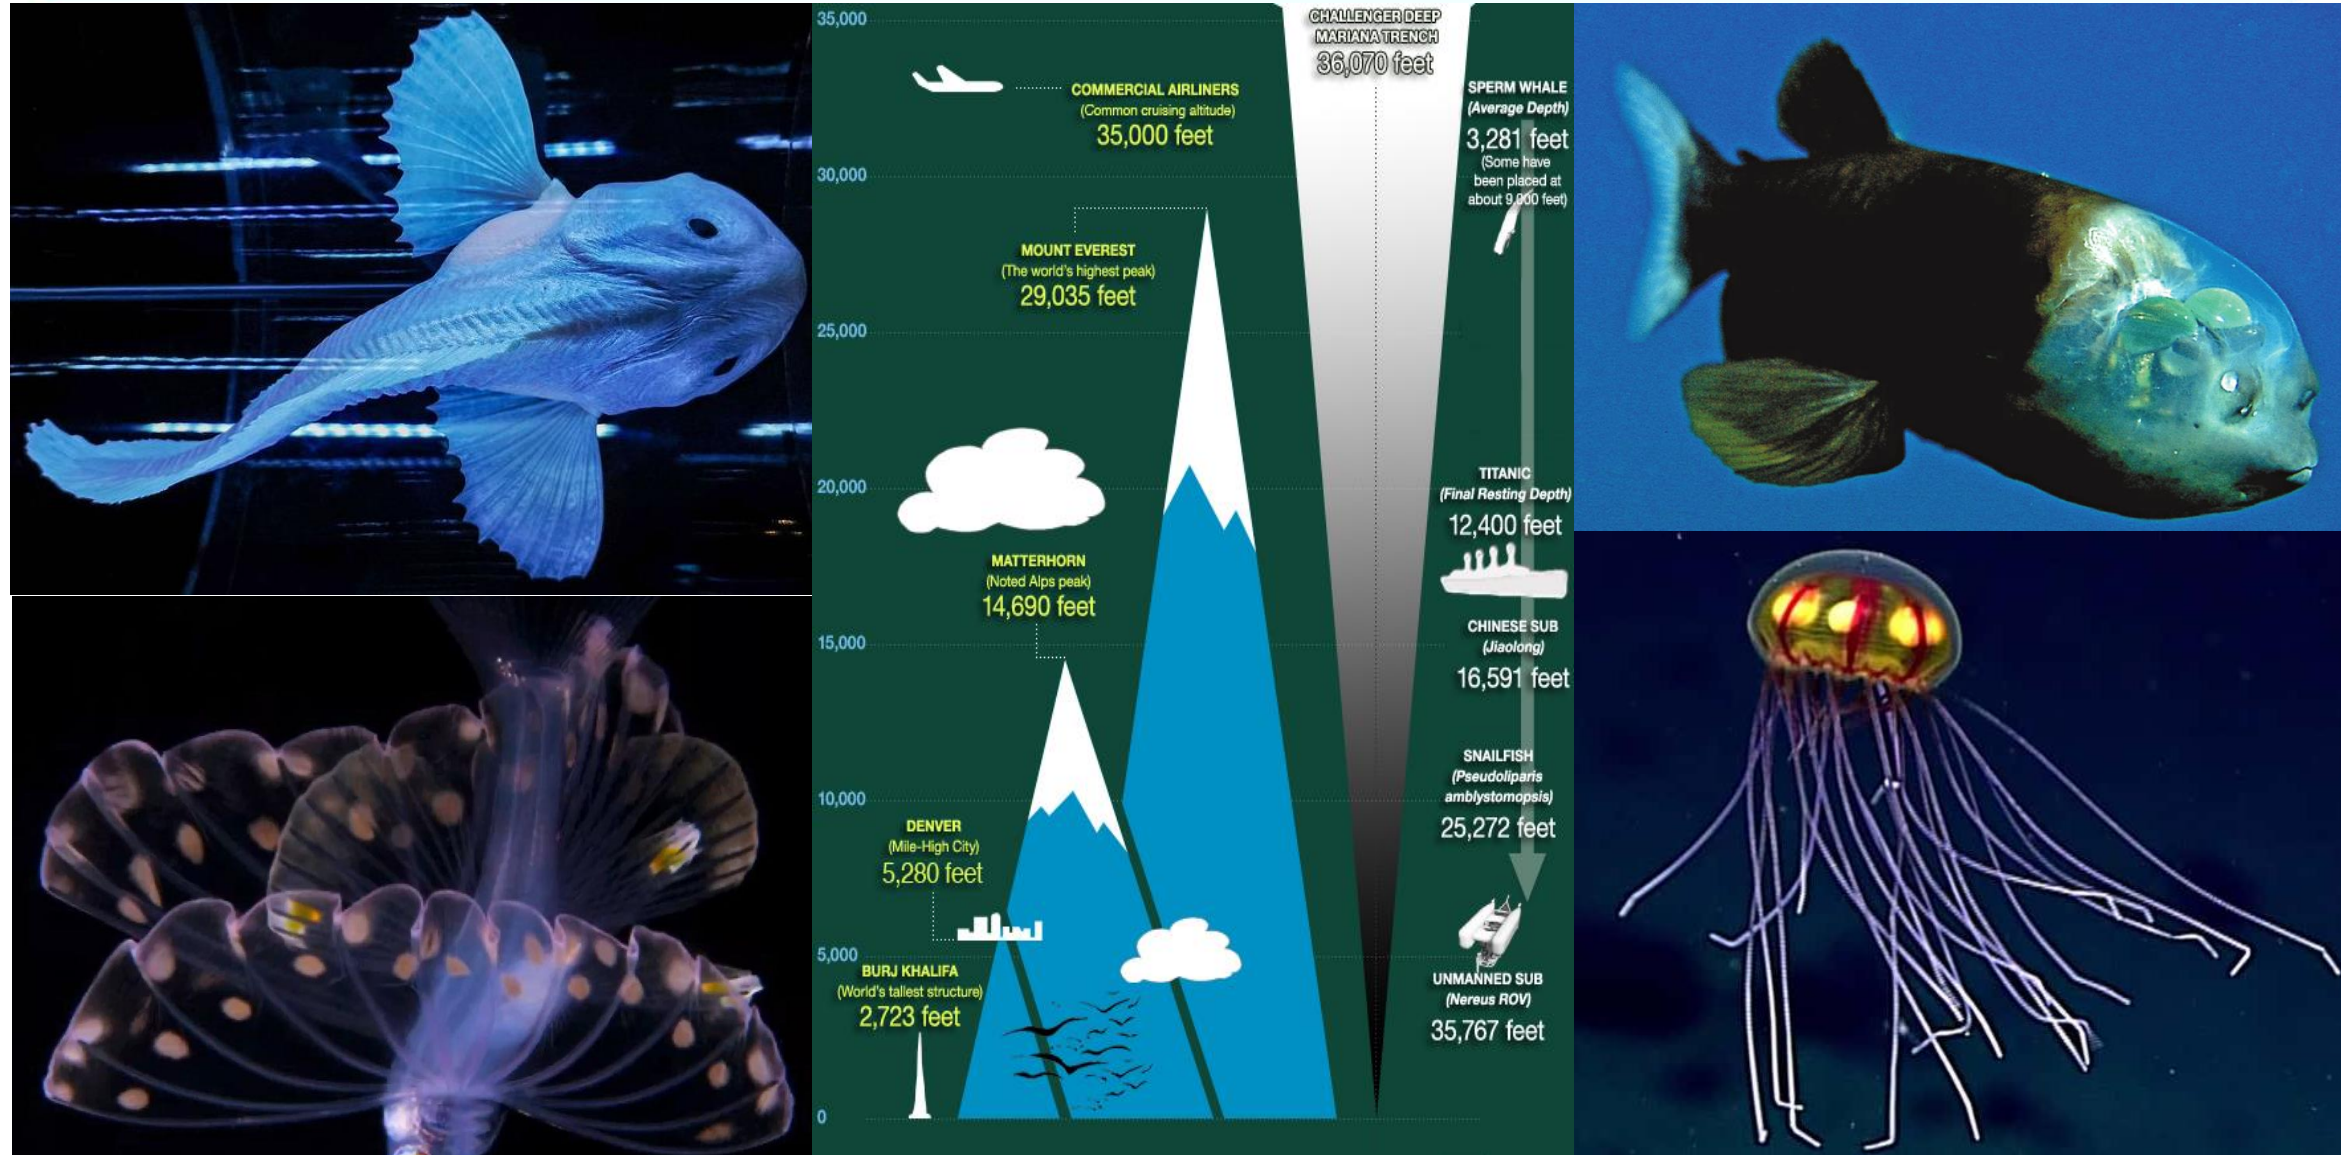 35,000
30,000
25,000
20,000
15,000
10,000
5,000
0
COMMERCIAL AIRLINERS
(Common cruising altitude)
35,000 feet
MOUNT EVEREST
(The world's highest peak)
29,035 feet
MATTERHORN
(Noted Alps peak)
14,690 feet
DENVER
(Mile-High City)
5,280 feet
BURJ KHALIFA
(World's tallest structure)
2,723 feet
CHALLENGER DEEP
MARIANA TRENCH
36,070 feet
SPERM WHALE
(Average Depth)
3,281 feet
(Some have
been placed at
about 9,000 feet)
TITANIC
(Final Resting Depth)
12,400 feet
CHINESE SUB
(Jiaolong)
16,591 feet
SNAILFISH
(Pseudoliparis
amblystomopsis)
25,272 feet
UNMANNED SUB
(Nereus ROV)
35,767 feet